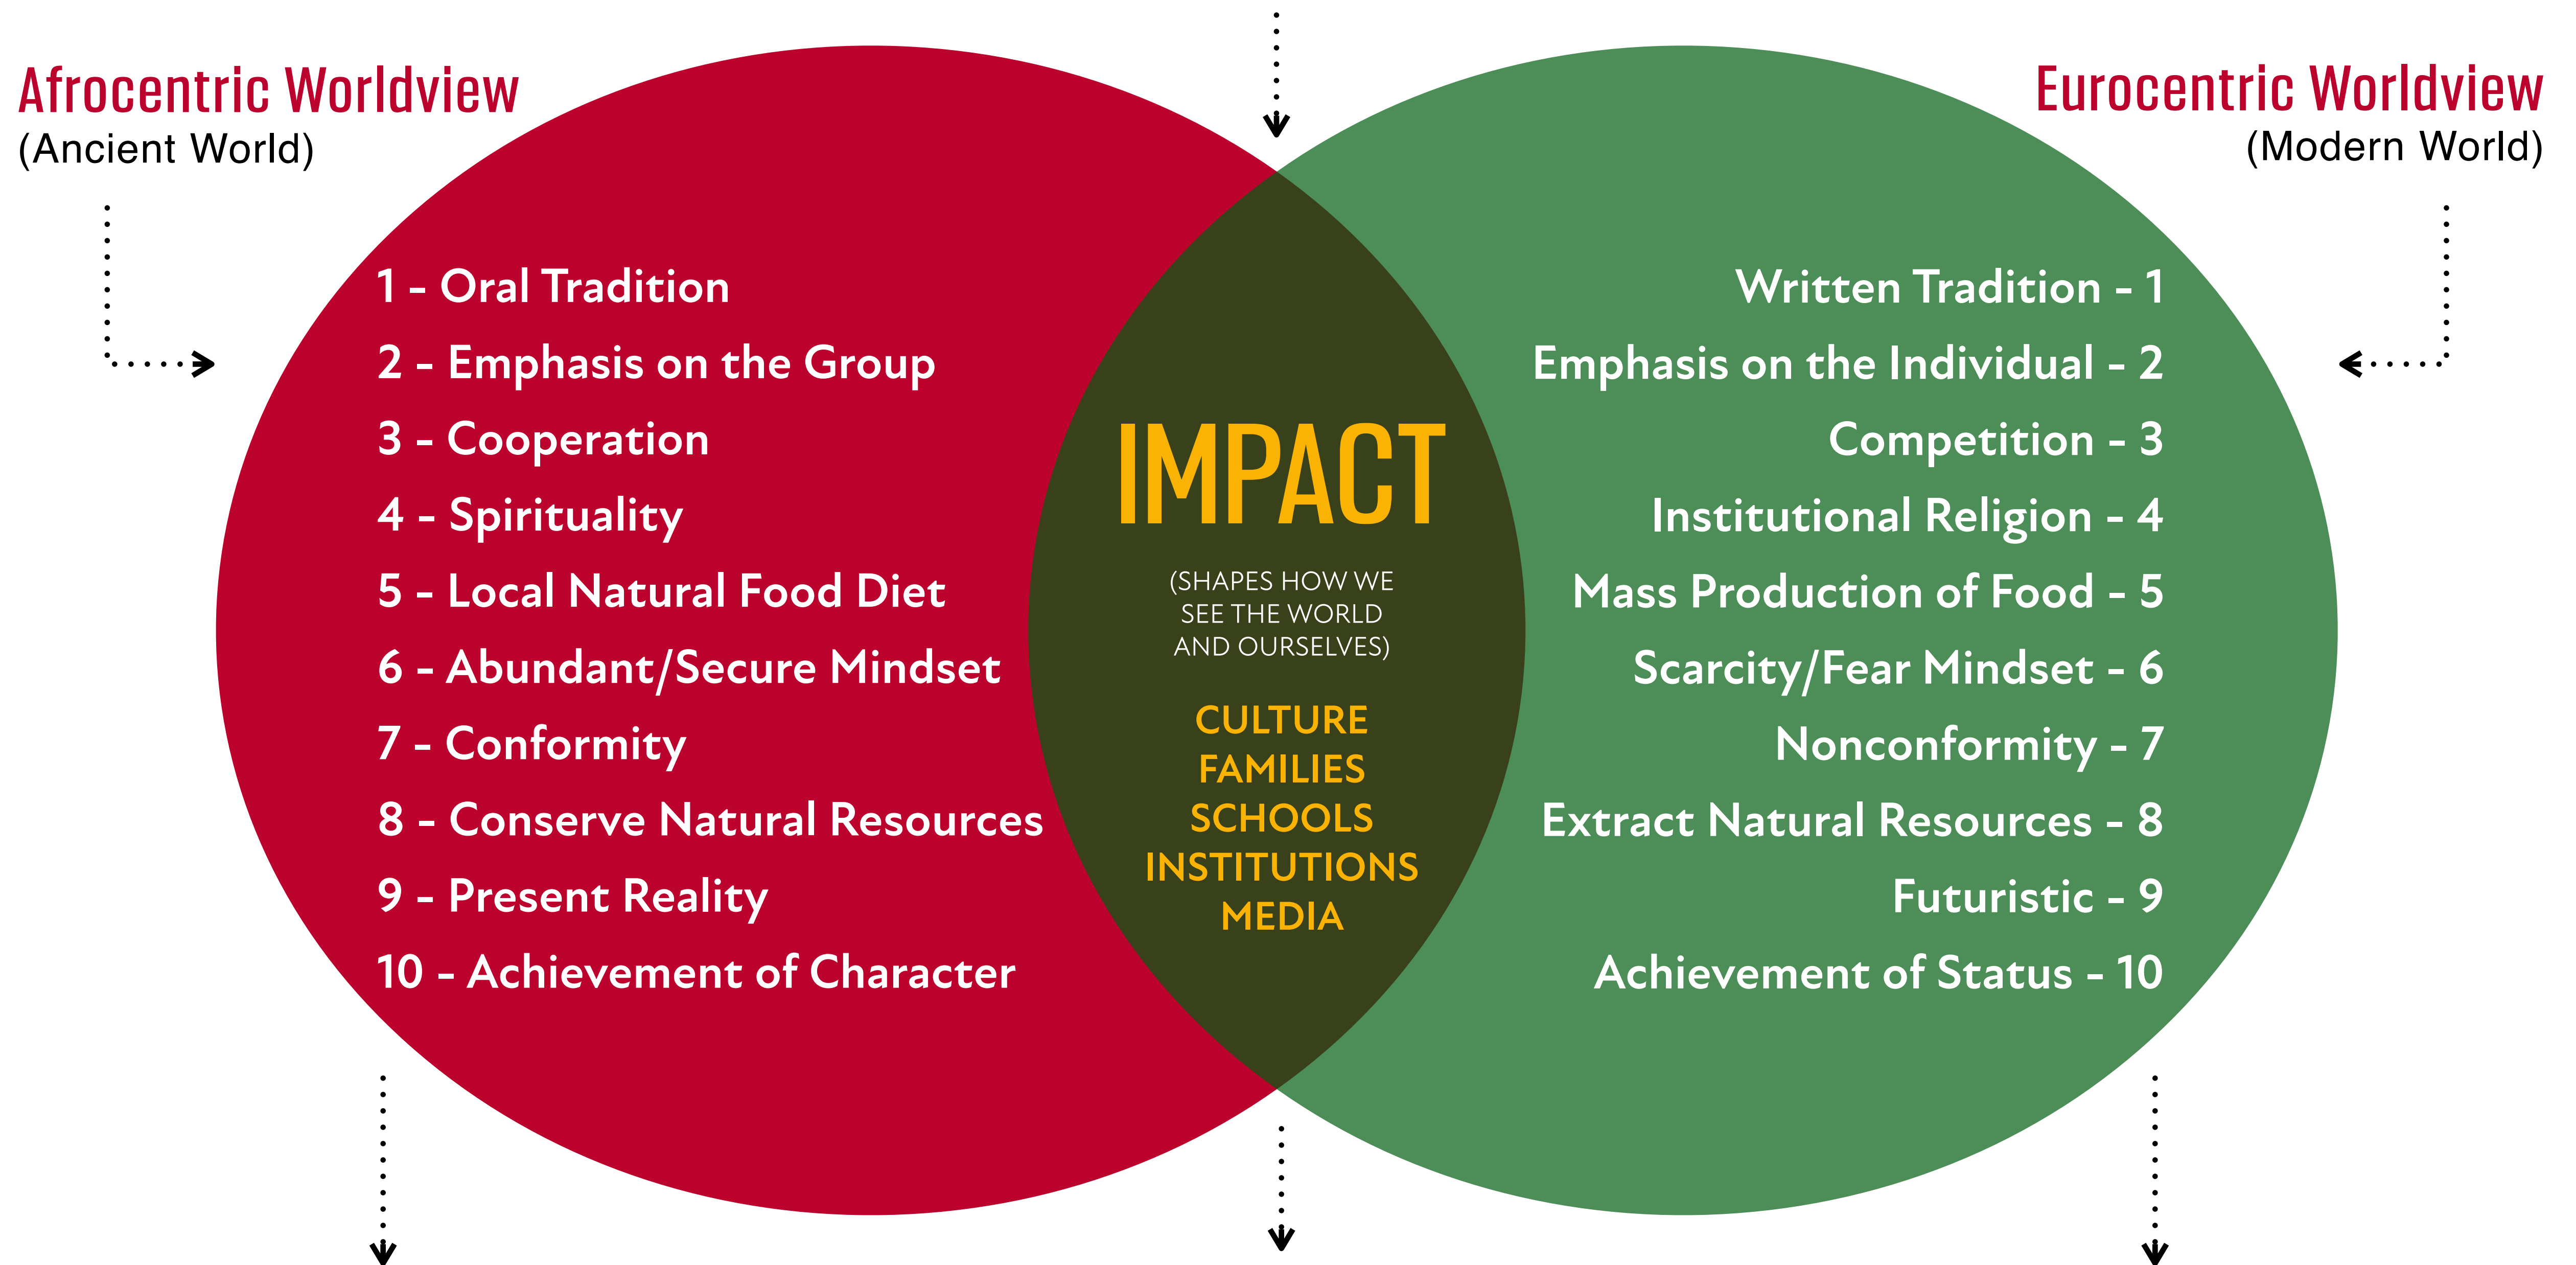 Afrocentric Worldview
(Ancient World)
1 - Oral Tradition
2 - Emphasis on the Group
3 - Cooperation
4 - Spirituality
5 - Local Natural Food Diet
6 - Abundant/Secure Mindset
7 - Conformity
8 - Conserve Natural Resources
9 - Present Reality
10 - Achievement of Character
IMPACT
(SHAPES HOW WE
SEE THE WORLD
AND OURSELVES)
CULTURE
FAMILIES
SCHOOLS
INSTITUTIONS
MEDIA
Eurocentric Worldview
(Modern World)
Written Tradition - 1
Emphasis on the Individual - 2
Competition - 3
Institutional Religion - 4
Mass Production of Food - 5
Scarcity/Fear Mindset - 6
Nonconformity - 7
Extract Natural Resources - 8
Futuristic - 9
Achievement of Status - 10